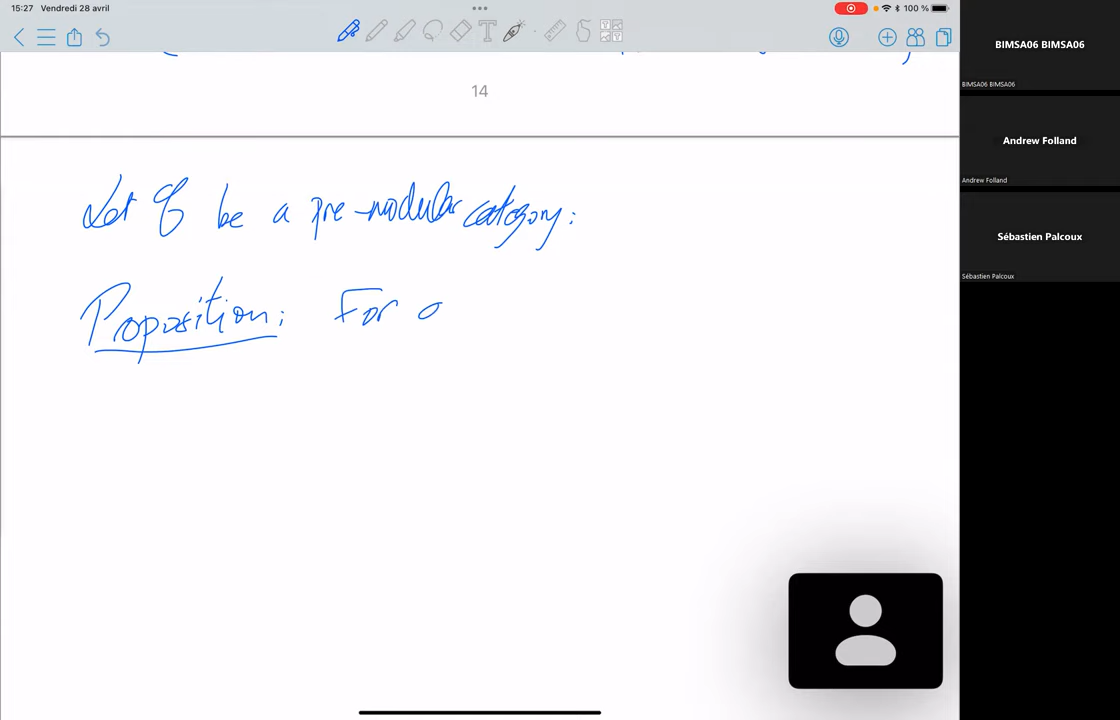 15:27 Vendredi 28 avril
100 %
14
Let C be a pre-modular category:
Proposition: For a
BIMSA06 BIMSA06
BIMSA06 BIMSA06
Andrew Folland
Andrew Folland
Sébastien Palcoux
Sébastien Palcoux